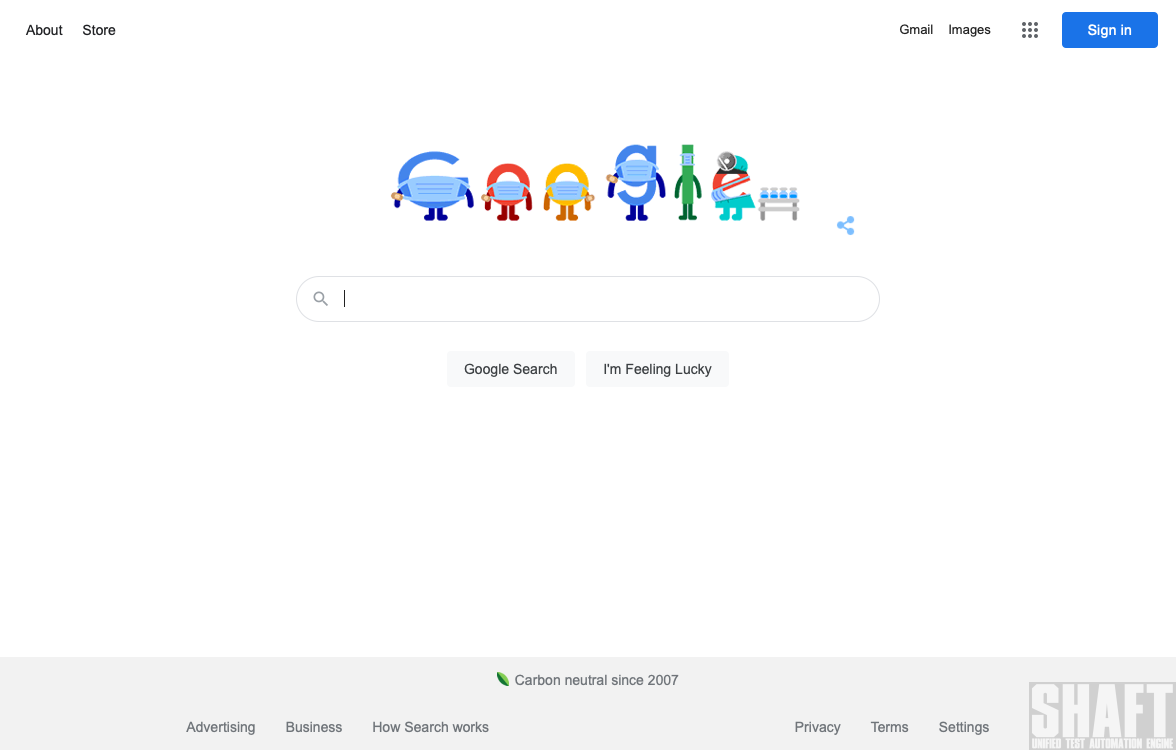 About Store Gmail Images Sign in
Google
Google Search I'm Feeling Lucky
Carbon neutral since 2007
Advertising Business How Search works Privacy Terms Settings
SHAFT
UNIFIED TEST AUTOMATION ENGINE